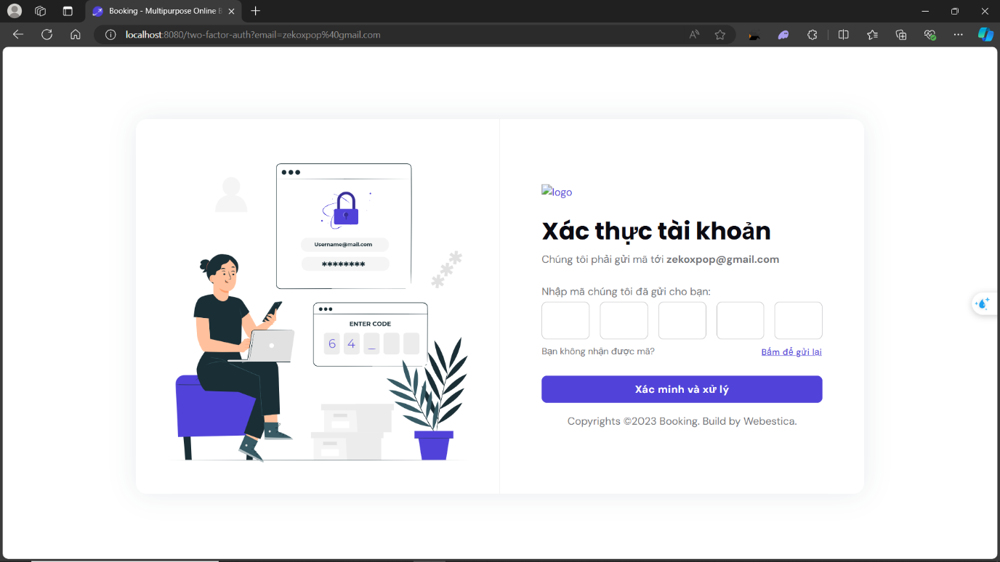 Booking - Multipurpose Online B
localhost:8080/two-factor-auth?email=zekoxpop%40gmail.com
Username@mail.com
********
ENTER CODE
6 4 _
logo
Xác thực tài khoản
Chúng tôi phải gửi mã tới zekoxpop@gmail.com
Nhập mã chúng tôi đã gửi cho bạn:
Bạn không nhận được mã? Bấm để gửi lại
Xác minh và xử lý
Copyrights ©2023 Booking. Build by Webestica.